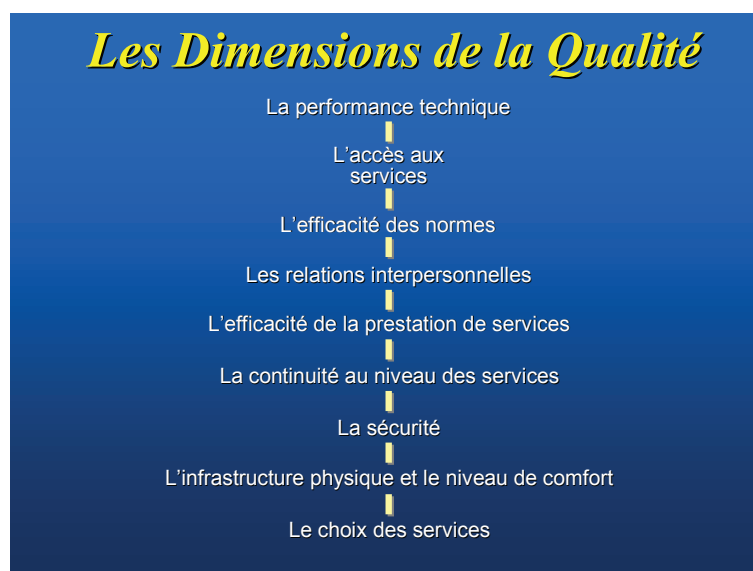 Les Dimensions de la Qualité
La performance technique
L’accès aux
services
L’efficacité des normes
Les relations interpersonnelles
L’efficacité de la prestation de services
La continuité au niveau des services
La sécurité
L’infrastructure physique et le niveau de comfort
Le choix des services